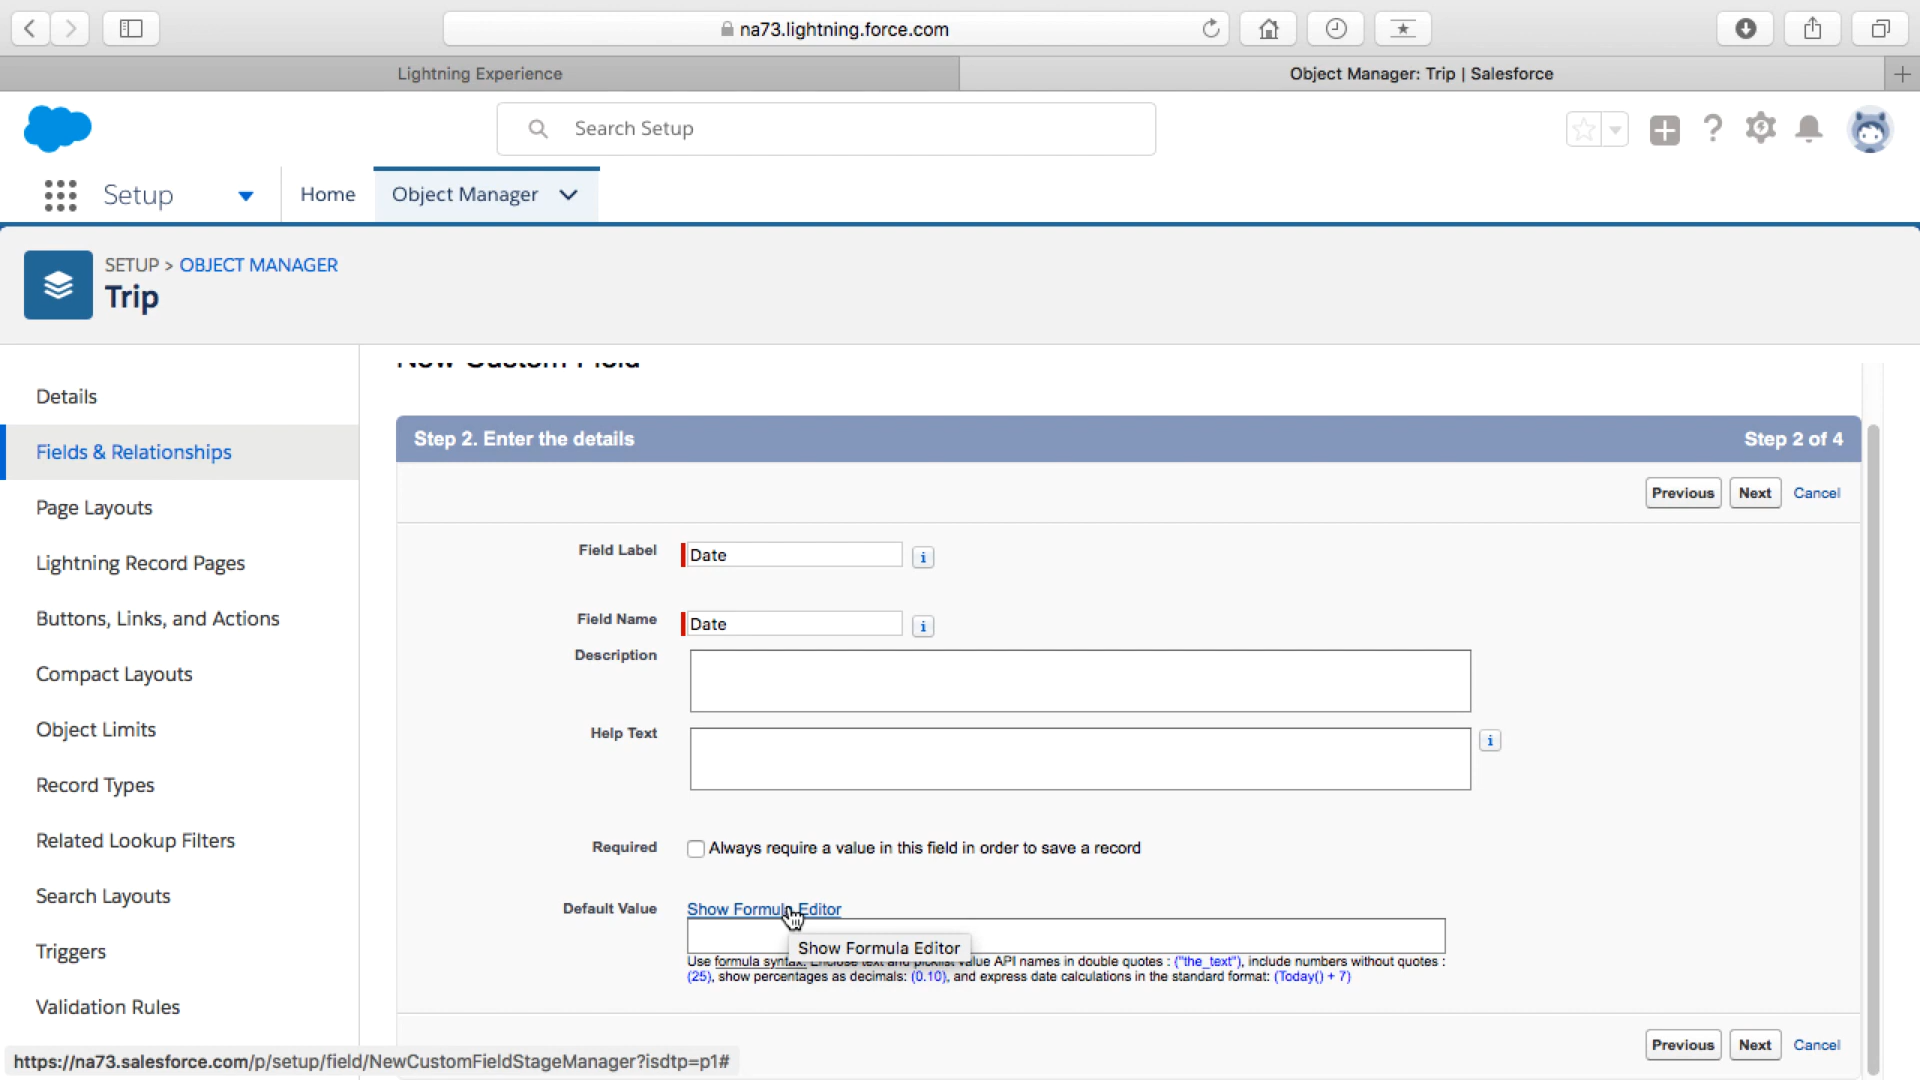 na73.lightning.force.com
Lightning Experience
Object Manager: Trip | Salesforce
Search Setup
Setup
Home
Object Manager
SETUP > OBJECT MANAGER
Trip
Details
Fields & Relationships
Page Layouts
Lightning Record Pages
Buttons, Links, and Actions
Compact Layouts
Object Limits
Record Types
Related Lookup Filters
Search Layouts
Triggers
Validation Rules
New Custom Field
Step 2. Enter the details
Step 2 of 4
Previous Next Cancel
Field Label Date
Field Name Date
Description
Help Text
Required Always require a value in this field in order to save a record
Default Value Show Formula Editor
Show Formula Editor
Use formula syntax: Enclose text and picklist value API names in double quotes : ("the_text"), include numbers without quotes :
(25), show percentages as decimals: (0.10), and express date calculations in the standard format: (Today() + 7)
Previous Next Cancel
https://na73.salesforce.com/p/setup/field/NewCustomFieldStageManager?isdtp=p1#